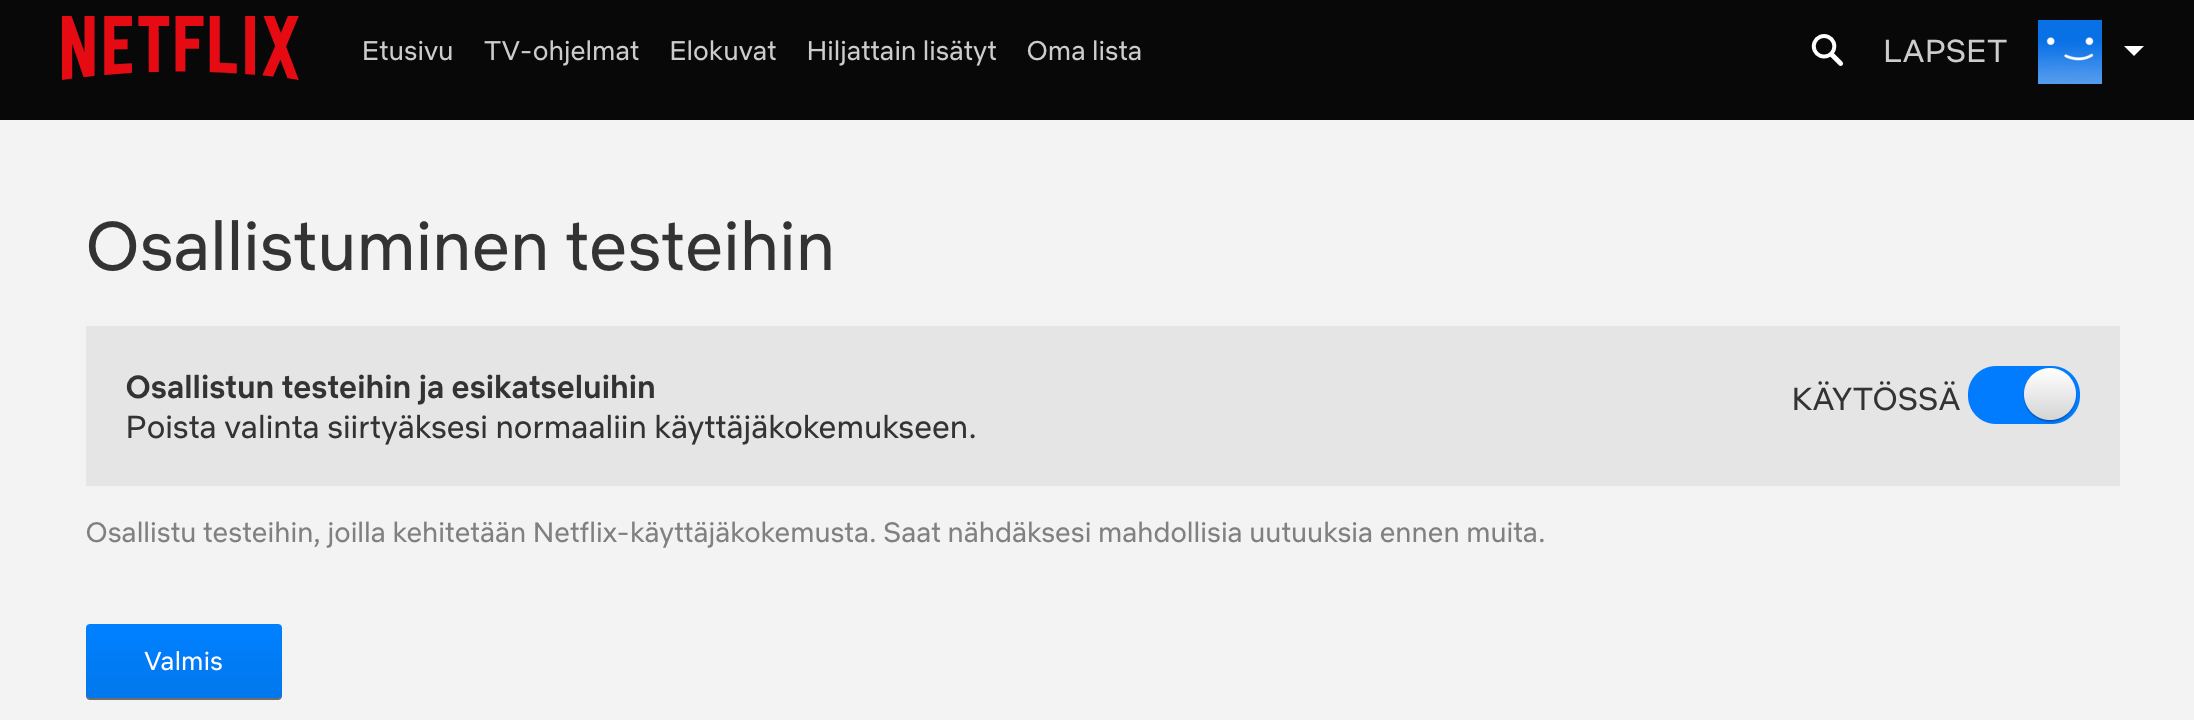 NETFLIX Etusivu TV-ohjelmat Elokuvat Hiljattain lisätyt Oma lista LAPSET
Osallistuminen testeihin
Osallistun testeihin ja esikatseluihin
Poista valinta siirtyäksesi normaaliin käyttäjäkokemukseen.
KÄYTÖSSÄ
Osallistu testeihin, joilla kehitetään Netflix-käyttäjäkokemusta. Saat nähdäksesi mahdollisia uutuuksia ennen muita.
Valmis